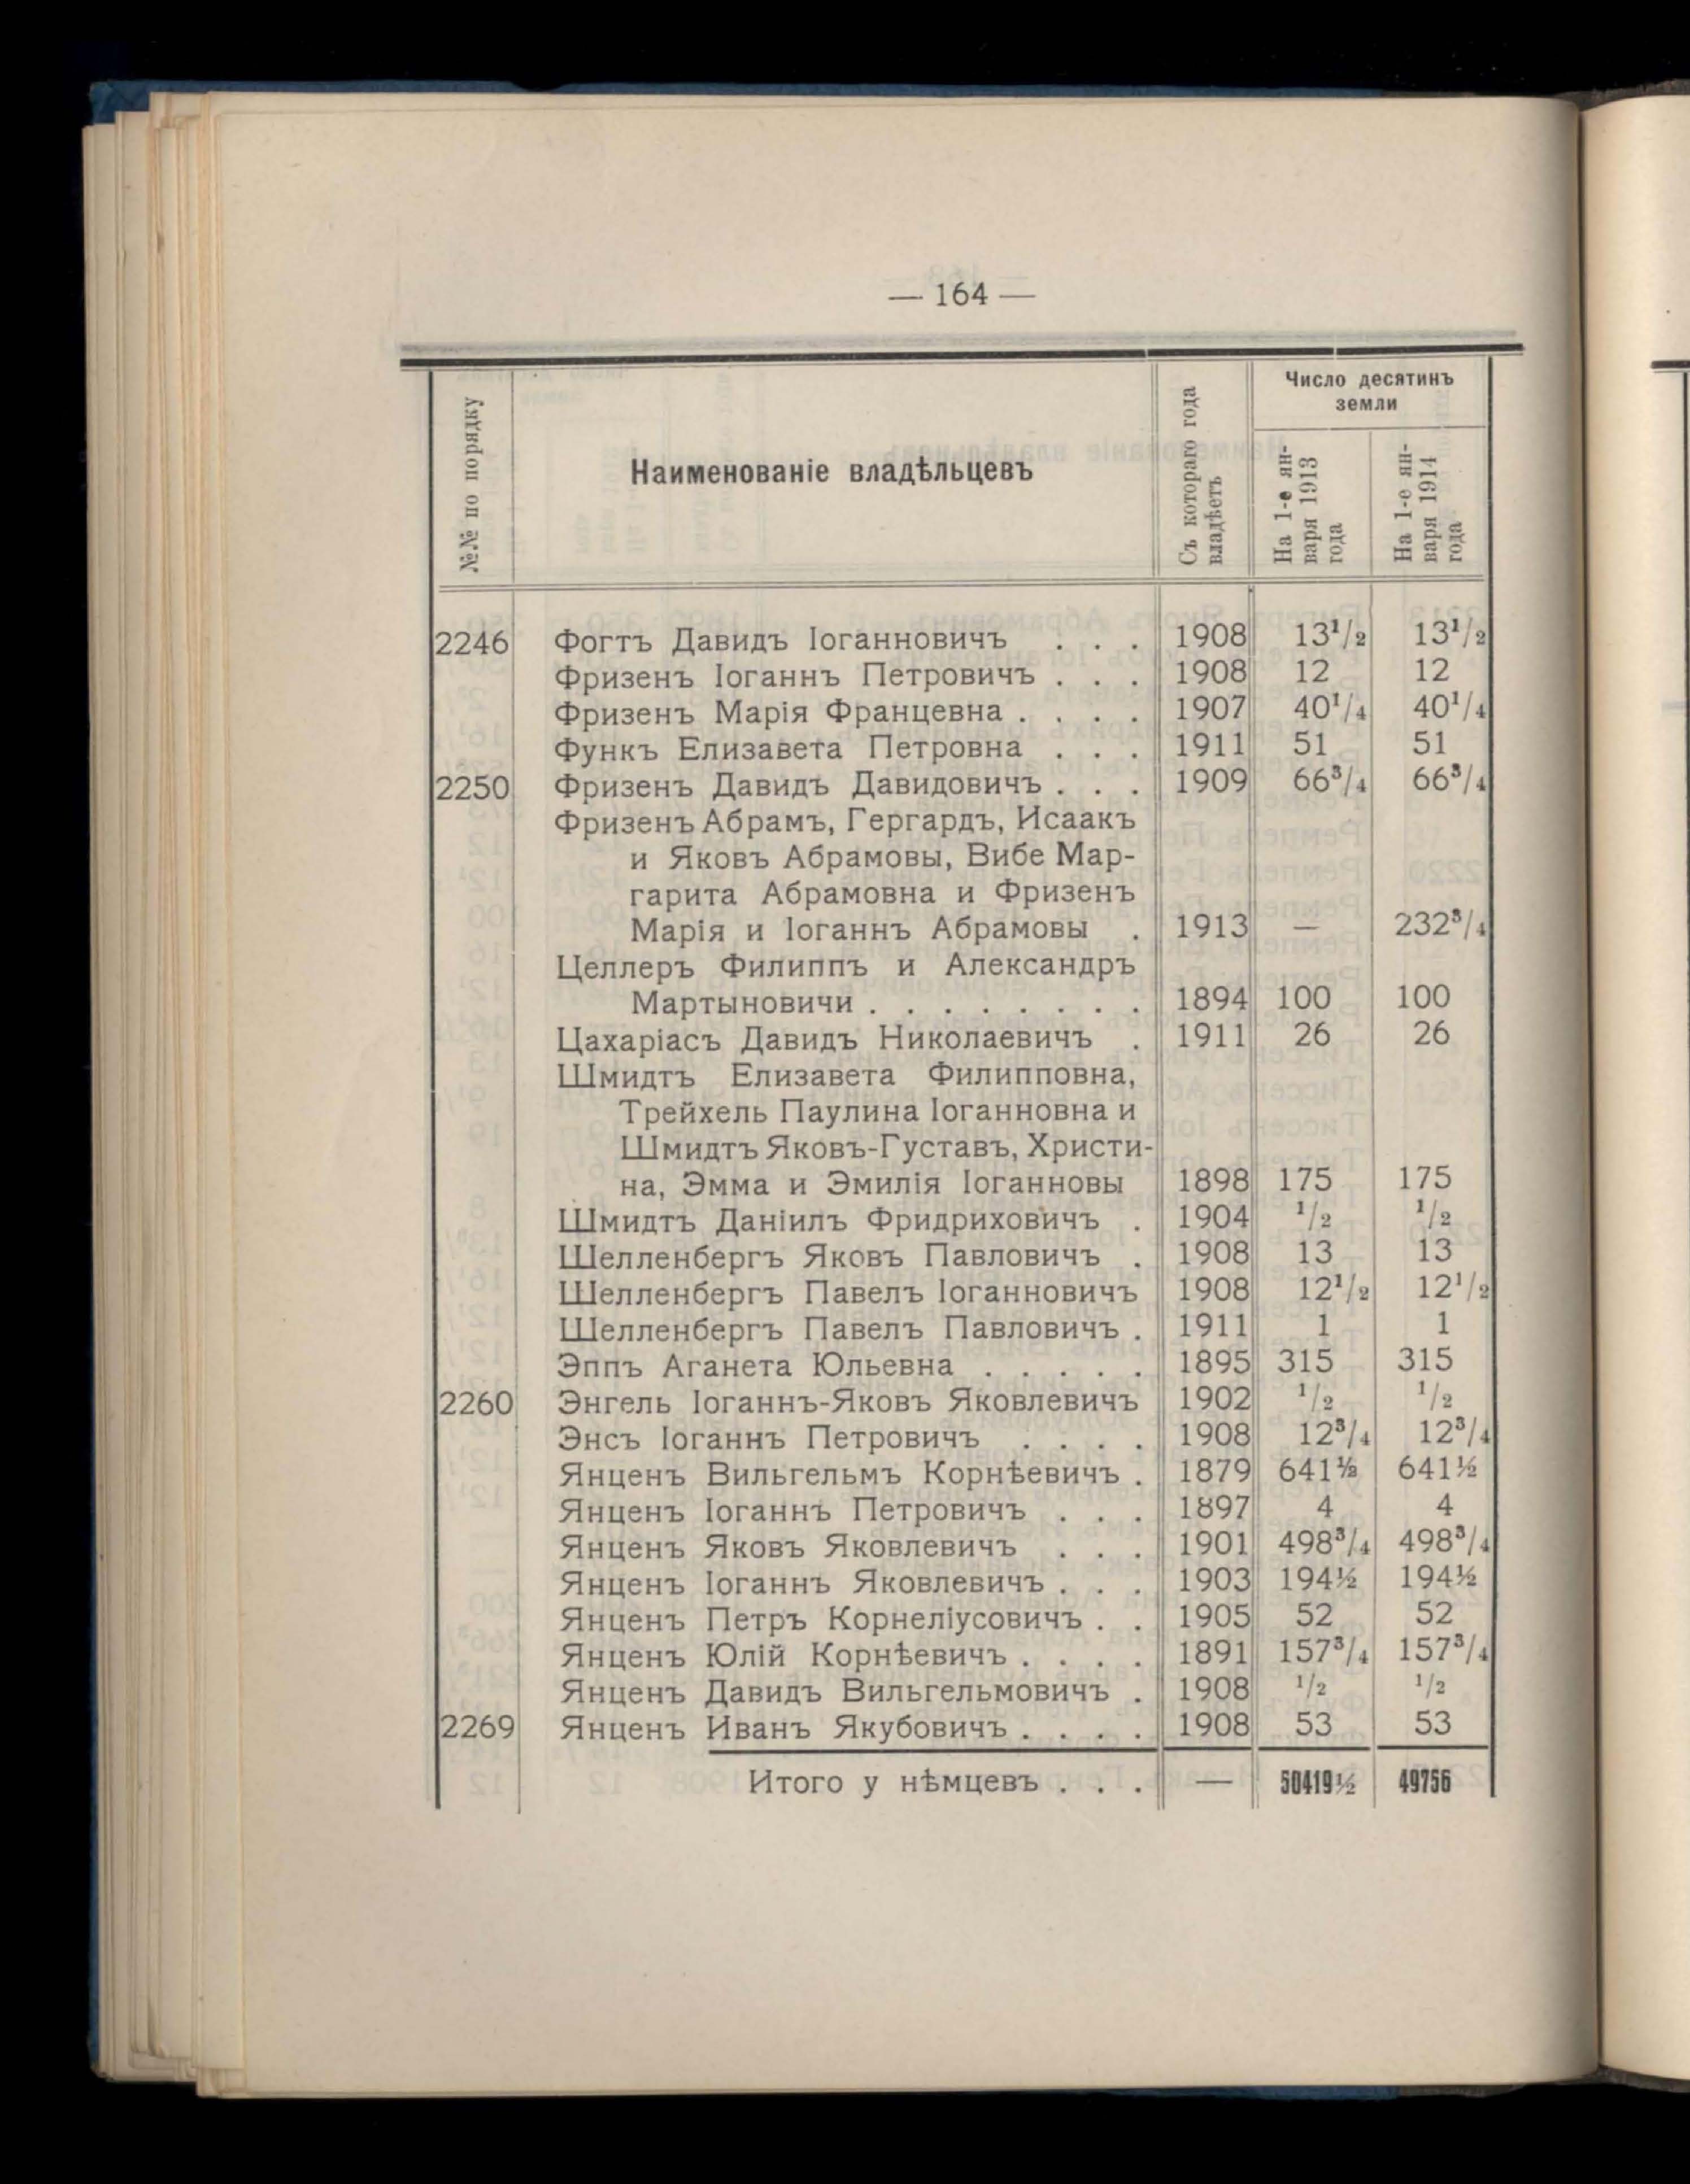 — 164 —
№№ по порядку
Наименованіе владѣльцевъ
Съ котораго года
владѣетъ
Число десятинъ
земли
На 1-е ян-
варя 1913
года
На 1-е ян-
варя 1914
года
2246 Фогтъ Давидъ Іоганновичъ . . . 1908 13¹/₂ 13¹/₂
Фризенъ Іоганнъ Петровичъ . . . 1908 12 12
Фризенъ Марія Францевна . . . . 1907 40¹/₄ 40¹/₄
Функъ Елизавета Петровна . . . 1911 51 51
2250 Фризенъ Давидъ Давидовичъ . . . 1909 66³/₄ 66³/₄
Фризенъ Абрамъ, Гергардъ, Исаакъ
и Яковъ Абрамовы, Вибе Мар-
гарита Абрамовна и Фризенъ
Марія и Іоганнъ Абрамовы . 1913 — 232³/₄
Целлеръ Филиппъ и Александръ
Мартыновичи . . . . . . . . 1894 100 100
Цахаріасъ Давидъ Николаевичъ . 1911 26 26
Шмидтъ Елизавета Филипповна,
Трейхель Паулина Іоганновна и
Шмидтъ Яковъ-Густавъ, Христи-
на, Эмма и Эмилія Іоганновы 1898 175 175
Шмидтъ Даніилъ Фридриховичъ . 1904 ¹/₂ ¹/₂
Шелленбергъ Яковъ Павловичъ . 1908 13 13
Шелленбергъ Павелъ Іоганновичъ 1908 12¹/₂ 12¹/₂
Шелленбергъ Павелъ Павловичъ . 1911 1 1
Эппъ Аганета Юльевна . . . . . 1895 315 315
2260 Энгель Іоганнъ-Яковъ Яковлевичъ 1902 ¹/₂ ¹/₂
Энсъ Іоганнъ Петровичъ . . . . 1908 12³/₄ 12³/₄
Янценъ Вильгельмъ Корнѣевичъ . 1879 641½ 641½
Янценъ Іоганнъ Петровичъ . . . 1897 4 4
Янценъ Яковъ Яковлевичъ . . . 1901 498³/₄ 498³/₄
Янценъ Іоганнъ Яковлевичъ . . . 1903 194½ 194½
Янценъ Петръ Корнеліусовичъ . . 1905 52 52
Янценъ Юлій Корнѣевичъ . . . . 1891 157³/₄ 157³/₄
Янценъ Давидъ Вильгельмовичъ . 1908 ¹/₂ ¹/₂
2269 Янценъ Иванъ Якубовичъ . . . . 1908 53 53
Итого у нѣмцевъ . . . — 50419½ 49756